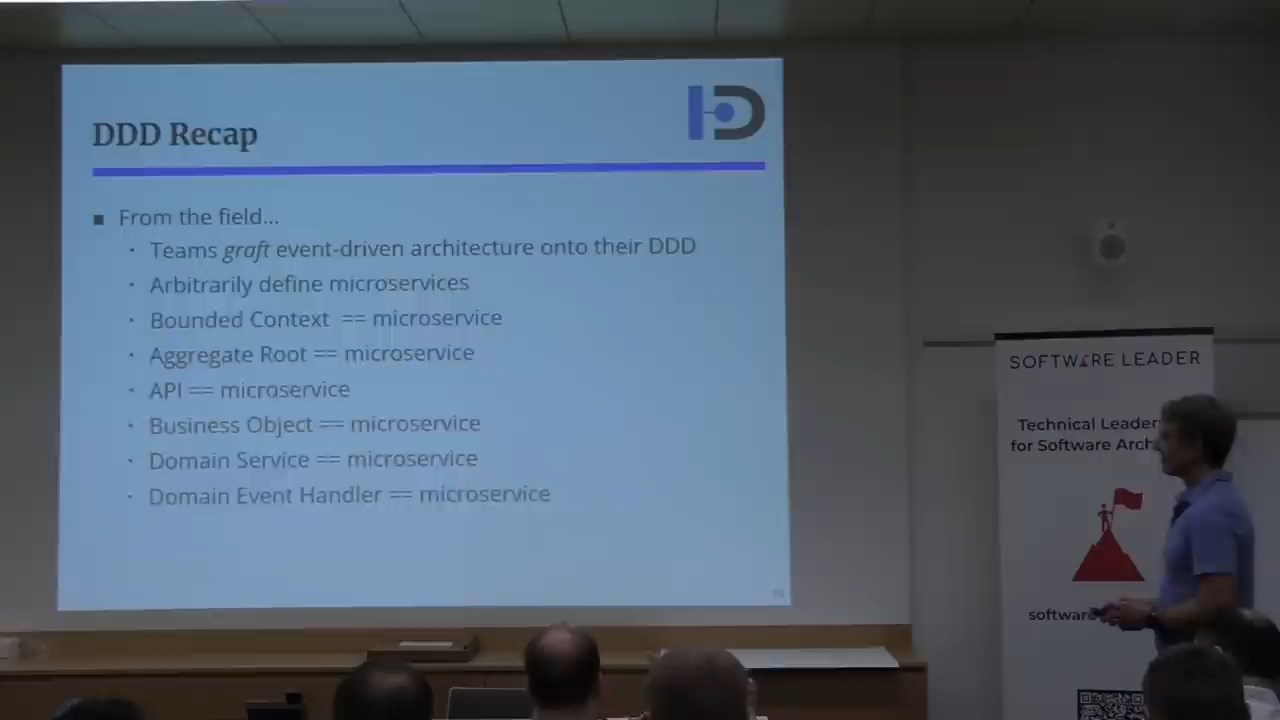 DDD Recap
From the field...
Teams graft event-driven architecture onto their DDD
Arbitrarily define microservices
Bounded Context == microservice
Aggregate Root == microservice
API == microservice
Business Object == microservice
Domain Service == microservice
Domain Event Handler == microservice
SOFTWARE LEADER
Technical Leader
for Software Arch
software